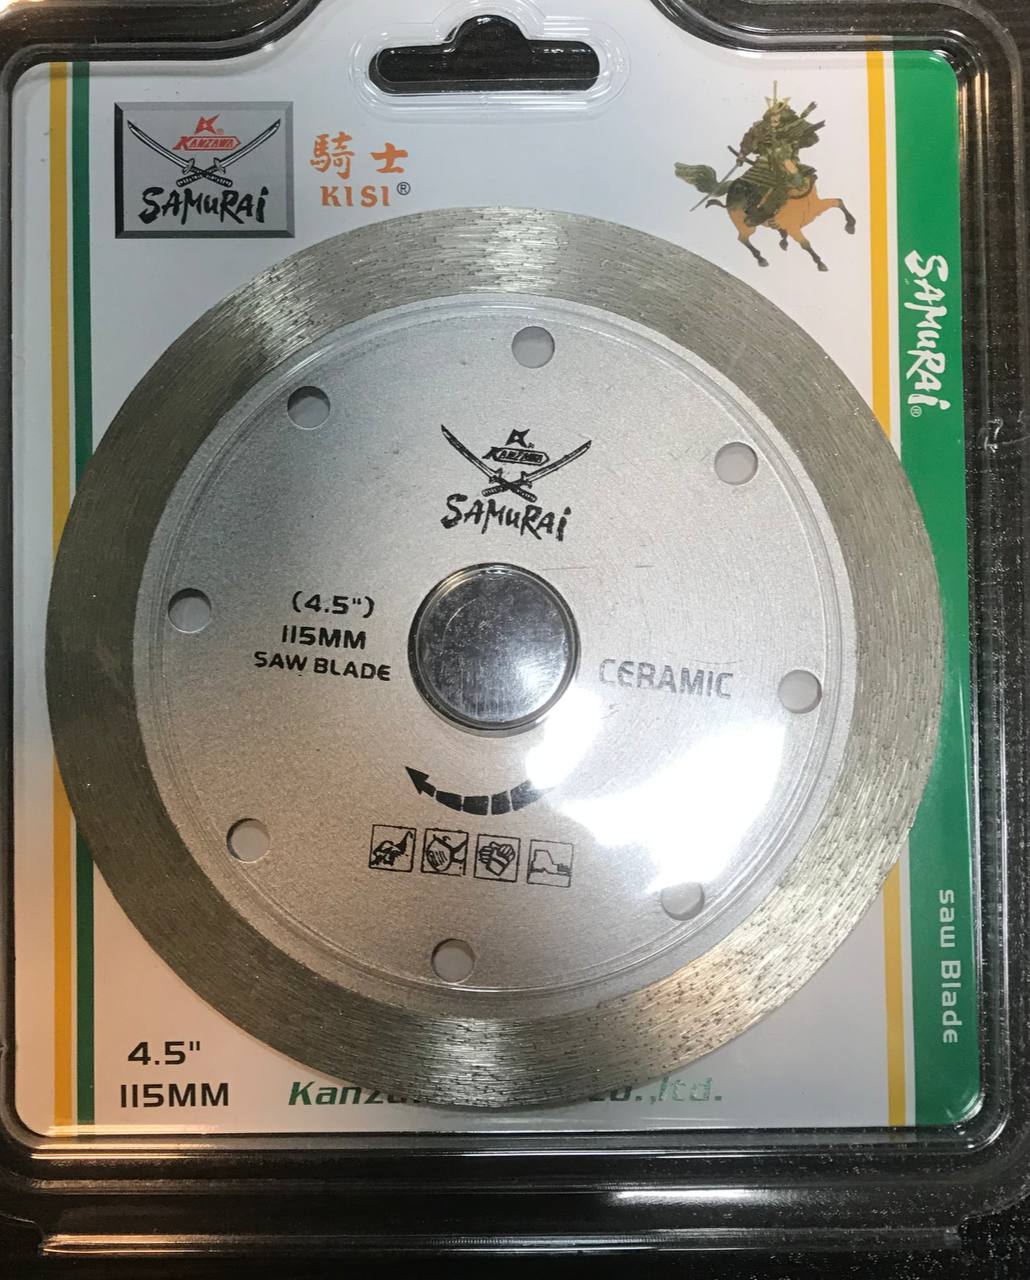 KANZAWA ®
SAMURAI
騎士
KISI®
SAMURAI®
KANZAWA
SAMURAI
(4.5")
115MM
SAW BLADE
CERAMIC
saw Blade
4.5"
115MM
,ltd.